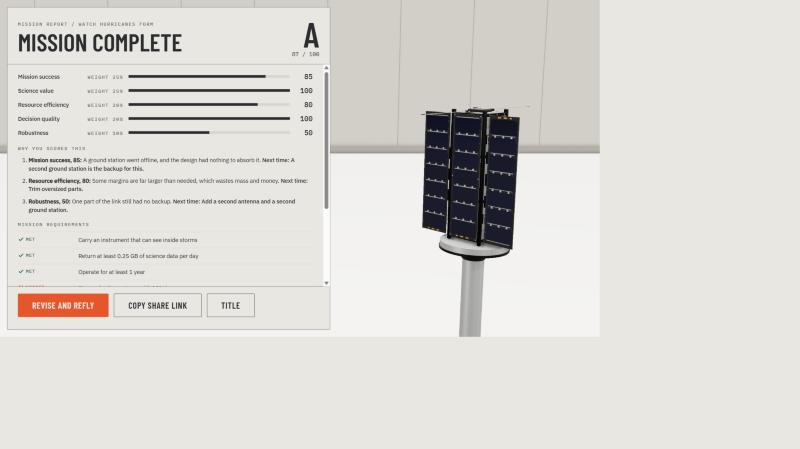 MISSION REPORT / WATCH HURRICANES FORM
MISSION COMPLETE
A
87 / 100
Mission success WEIGHT 25% 85
Science value WEIGHT 25% 100
Resource efficiency WEIGHT 20% 80
Decision quality WEIGHT 20% 100
Robustness WEIGHT 10% 50
WHY YOU SCORED THIS
1. Mission success, 85: A ground station went offline, and the design had nothing to absorb it. Next time: A
second ground station is the backup for this.
2. Resource efficiency, 80: Some margins are far larger than needed, which wastes mass and money. Next time:
Trim oversized parts.
3. Robustness, 50: One part of the link still had no backup. Next time: Add a second antenna and a second
ground station.
MISSION REQUIREMENTS
✓ MET Carry an instrument that can see inside storms
✓ MET Return at least 0.25 GB of science data per day
✓ MET Operate for at least 1 year
REVISE AND REFLY
COPY SHARE LINK
TITLE